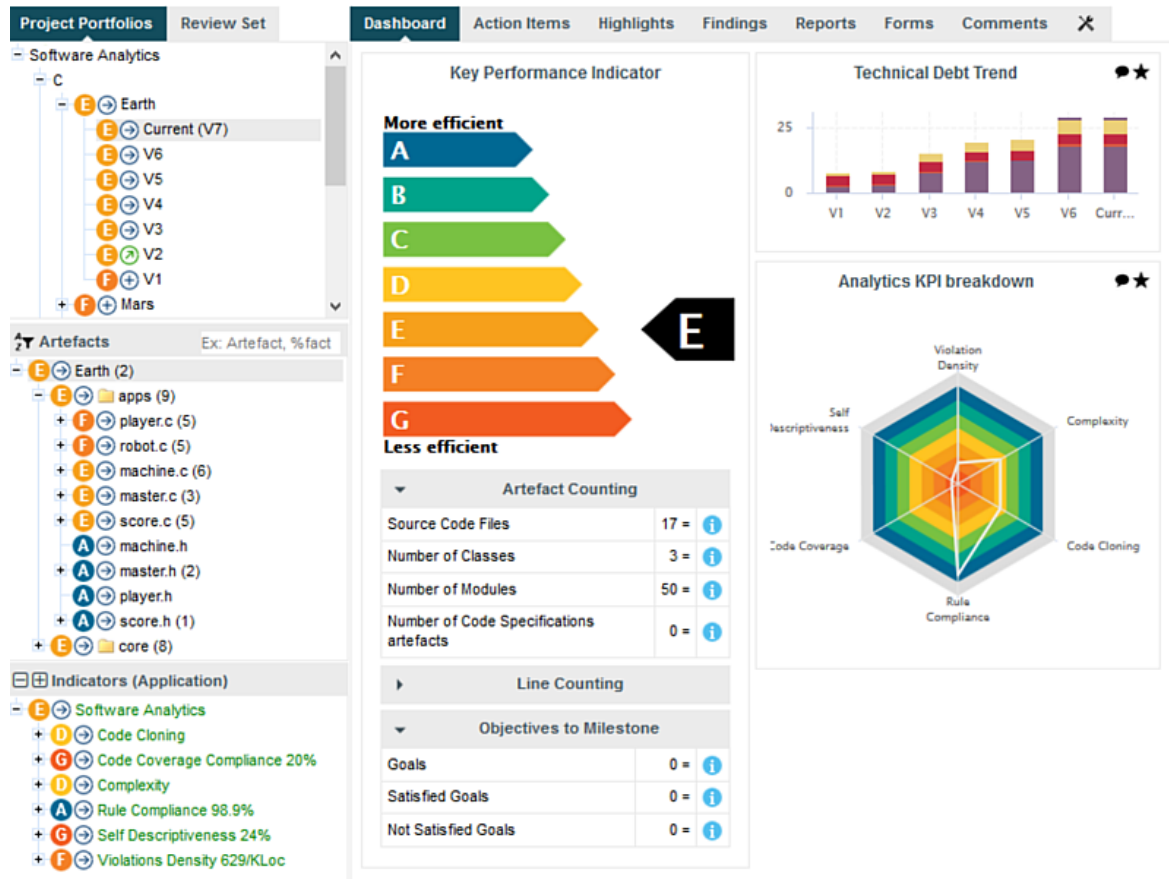 Project Portfolios
Review Set
Software Analytics
C
E Earth
E Current (V7)
E V6
E V5
E V4
E V3
E V2
F V1
F Mars
Artefacts
Ex: Artefact, %fact
E Earth (2)
E apps (9)
F player.c (5)
F robot.c (5)
E machine.c (6)
E master.c (3)
E score.c (5)
A machine.h
A master.h (2)
A player.h
A score.h (1)
E core (8)
Indicators (Application)
E Software Analytics
D Code Cloning
G Code Coverage Compliance 20%
D Complexity
A Rule Compliance 98.9%
G Self Descriptiveness 24%
F Violations Density 629/KLoc
Dashboard
Action Items
Highlights
Findings
Reports
Forms
Comments
Key Performance Indicator
More efficient
A
B
C
D
E
E
F
G
Less efficient
Artefact Counting
Source Code Files 17 =
Number of Classes 3 =
Number of Modules 50 =
Number of Code Specifications
artefacts 0 =
Line Counting
Objectives to Milestone
Goals 0 =
Satisfied Goals 0 =
Not Satisfied Goals 0 =
Technical Debt Trend
25
0
V1 V2 V3 V4 V5 V6 Curr...
Analytics KPI breakdown
Violation
Density
Complexity
Code Cloning
Rule
Compliance
Code Coverage
Self
descriptiveness